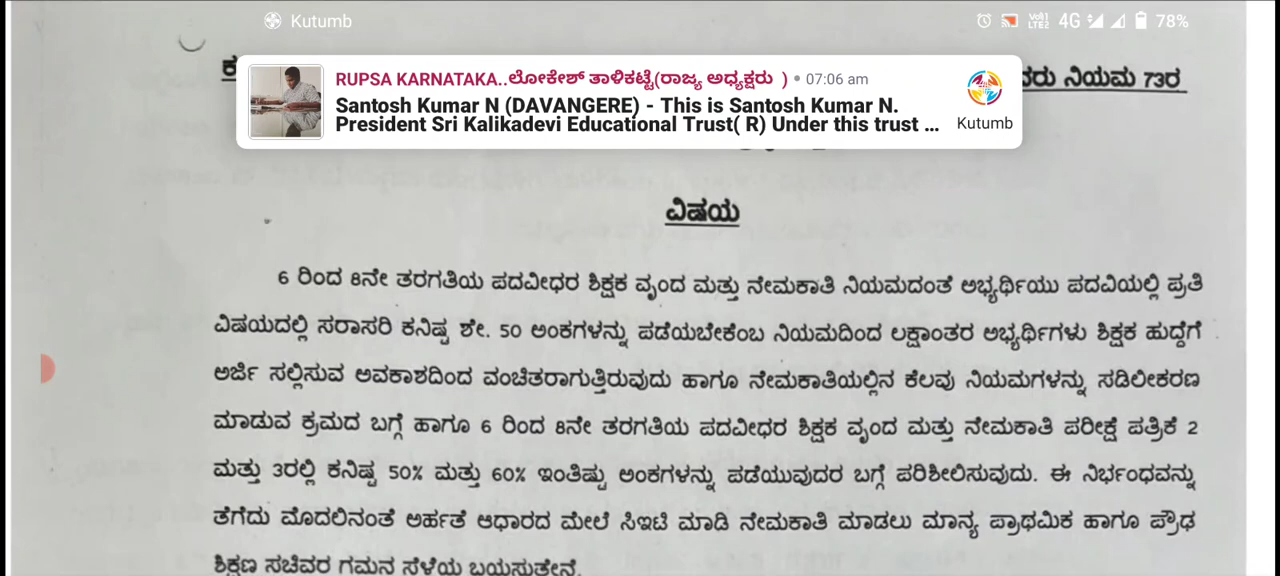 Kutumb
Vo)) LTE2 4G 78%
RUPSA KARNATAKA..ಲೋಕೇಶ್ ತಾಳಿಕಟ್ಟೆ(ರಾಜ್ಯ ಅಧ್ಯಕ್ಷರು ) • 07:06 am
ನಿಯಮ 73ರ
Santosh Kumar N (DAVANGERE) - This is Santosh Kumar N.
President Sri Kalikadevi Educational Trust( R) Under this trust ...
Kutumb
ವಿಷಯ
6 ರಿಂದ 8ನೇ ತರಗತಿಯ ಪದವೀಧರ ಶಿಕ್ಷಕ ವೃಂದ ಮತ್ತು ನೇಮಕಾತಿ ನಿಯಮದಂತೆ ಅಭ್ಯರ್ಥಿಯು ಪದವಿಯಲ್ಲಿ ಪ್ರತಿ
ವಿಷಯದಲ್ಲಿ ಸರಾಸರಿ ಕನಿಷ್ಟ ಶೇ. 50 ಅಂಕಗಳನ್ನು ಪಡೆಯಬೇಕೆಂಬ ನಿಯಮದಿಂದ ಲಕ್ಷಾಂತರ ಅಭ್ಯರ್ಥಿಗಳು ಶಿಕ್ಷಕ ಹುದ್ದೆಗೆ
ಅರ್ಜಿ ಸಲ್ಲಿಸುವ ಅವಕಾಶದಿಂದ ವಂಚಿತರಾಗುತ್ತಿರುವುದು ಹಾಗೂ ನೇಮಕಾತಿಯಲ್ಲಿನ ಕೆಲವು ನಿಯಮಗಳನ್ನು ಸಡಿಲೀಕರಣ
ಮಾಡುವ ಕ್ರಮದ ಬಗ್ಗೆ ಹಾಗೂ 6 ರಿಂದ 8ನೇ ತರಗತಿಯ ಪದವೀಧರ ಶಿಕ್ಷಕ ವೃಂದ ಮತ್ತು ನೇಮಕಾತಿ ಪರೀಕ್ಷೆ ಪತ್ರಿಕೆ 2
ಮತ್ತು 3ರಲ್ಲಿ ಕನಿಷ್ಟ 50% ಮತ್ತು 60% ಇಂತಿಷ್ಟು ಅಂಕಗಳನ್ನು ಪಡೆಯುವುದರ ಬಗ್ಗೆ ಪರಿಶೀಲಿಸುವುದು. ಈ ನಿರ್ಭಂಧವನ್ನು
ತೆಗೆದು ಮೊದಲಿನಂತೆ ಅರ್ಹತೆ ಆಧಾರದ ಮೇಲೆ ಸಿಇಟಿ ಮಾಡಿ ನೇಮಕಾತಿ ಮಾಡಲು ಮಾನ್ಯ ಪ್ರಾಥಮಿಕ ಹಾಗೂ ಪ್ರೌಢ
ಶಿಕ್ಷಣ ಸಚಿವರ ಗಮನ ಸೆಳೆಯ ಬಯಸುತ್ತೇನೆ.